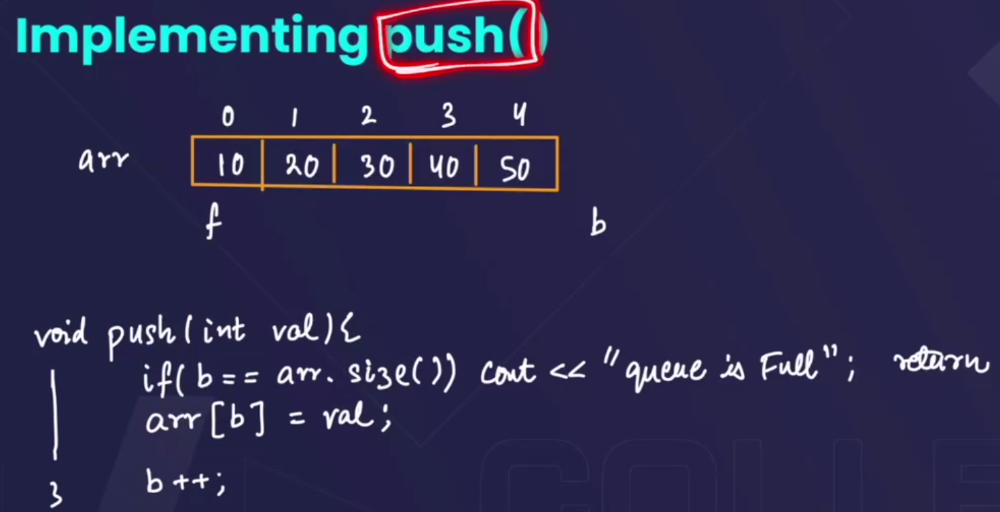 Implementing push()
0 1 2 3 4
arr 10 20 30 40 50
f b
void push(int val){
if(b == arr.size()) cout << "queue is Full"; return
arr[b] = val;
b++;
}
COLLE